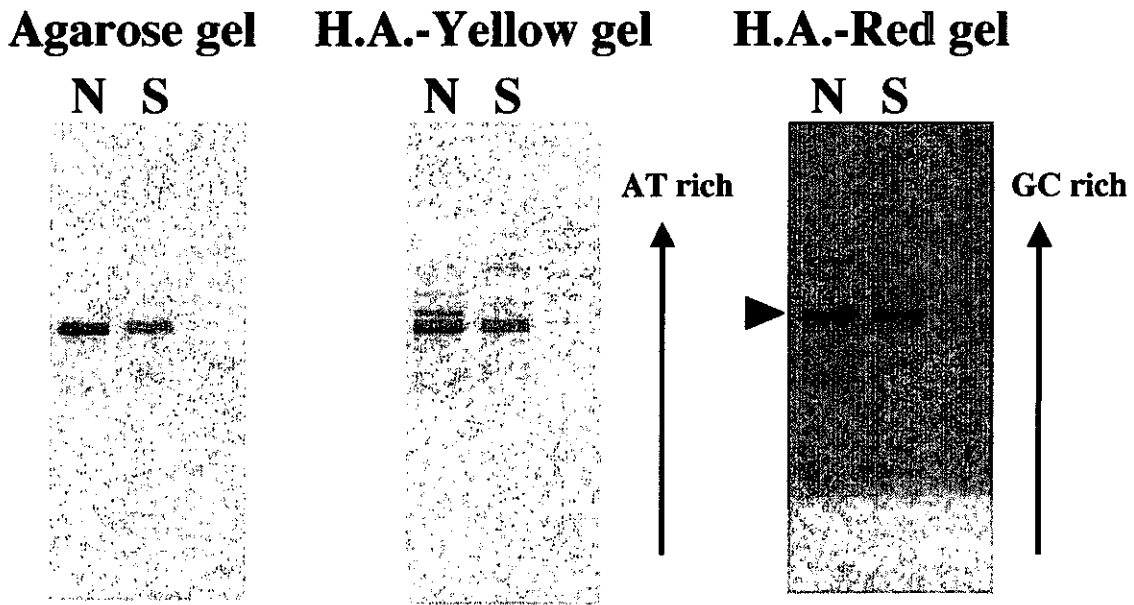 Agarose gel H.A.-Yellow gel H.A.-Red gel
N S N S N S
AT rich GC rich